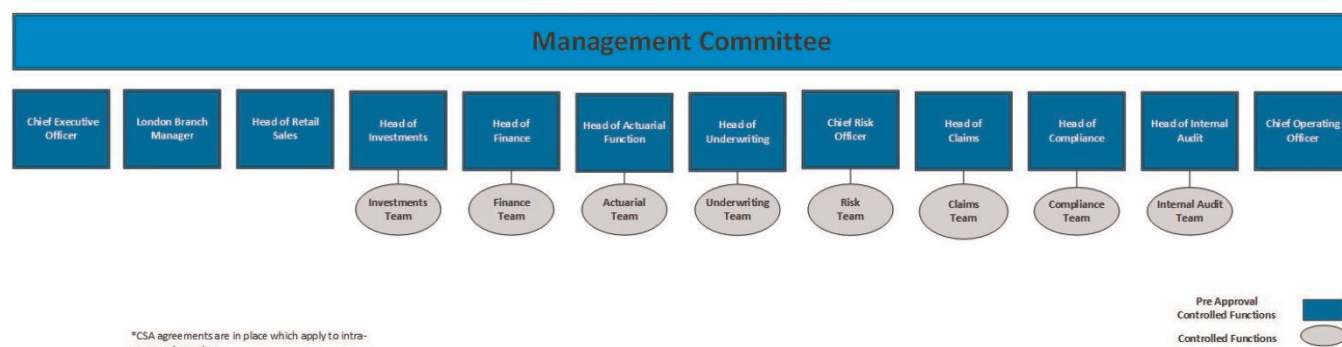 Management Committee
Chief Executive
Officer
London Branch
Manager
Head of Retail
Sales
Head of
Investments
Head of
Finance
Head of Actuarial
Function
Head of
Underwriting
Chief Risk
Officer
Head of
Claims
Head of
Compliance
Head of Internal
Audit
Chief Operating
Officer
Investments
Team
Finance
Team
Actuarial
Team
Underwriting
Team
Risk
Team
Claims
Team
Compliance
Team
Internal Audit
Team
Pre Approval
Controlled Functions
Controlled Functions
*CSA agreements are in place which apply to intra-